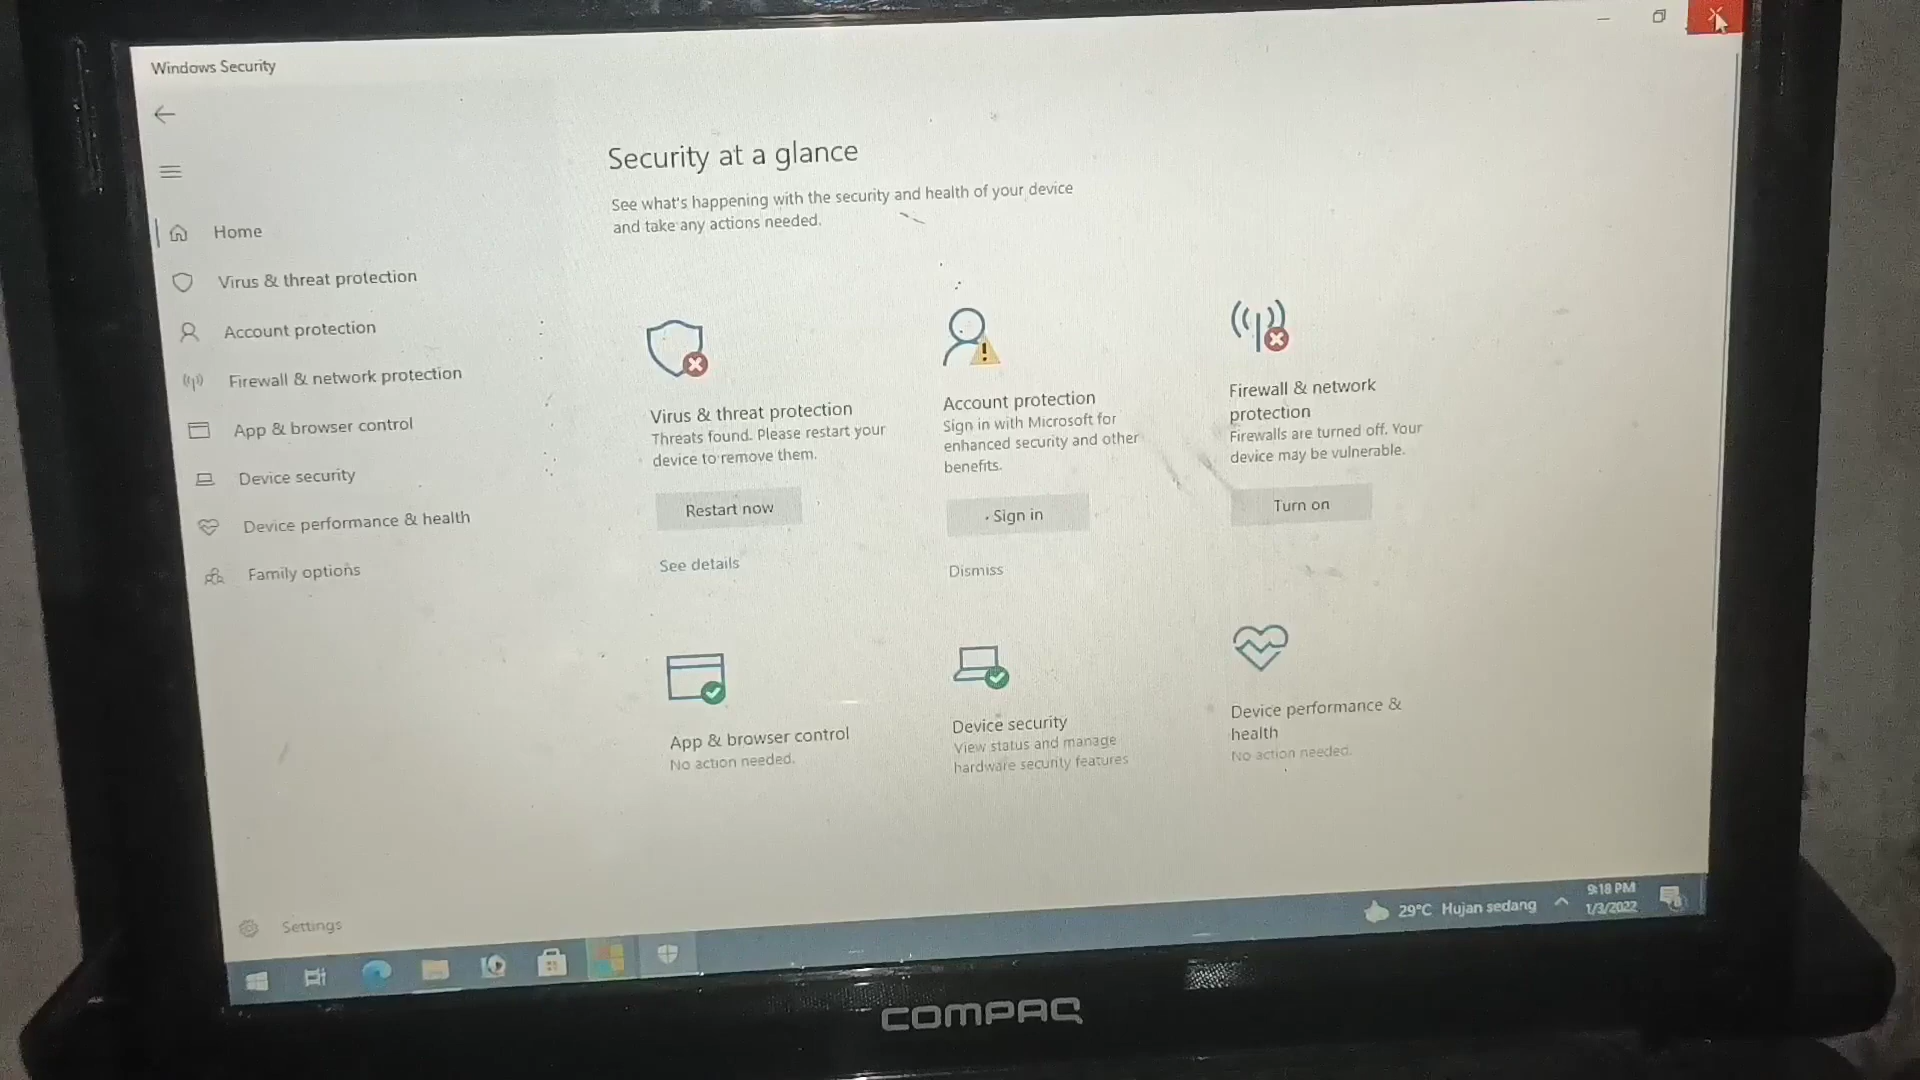 Windows Security
Security at a glance
See what's happening with the security and health of your device
and take any actions needed.
Home
Virus & threat protection
Account protection
Firewall & network protection
App & browser control
Device security
Device performance & health
Family options
Virus & threat protection
Threats found. Please restart your
device to remove them.
Restart now
See details
Account protection
Sign in with Microsoft for
enhanced security and other
benefits.
Sign in
Dismiss
Firewall & network
protection
Firewalls are turned off. Your
device may be vulnerable.
Turn on
App & browser control
No action needed.
Device security
View status and manage
hardware security features
Device performance &
health
No action needed.
Settings
29°C Hujan sedang
9:18 PM
1/3/2022
COMPAQ